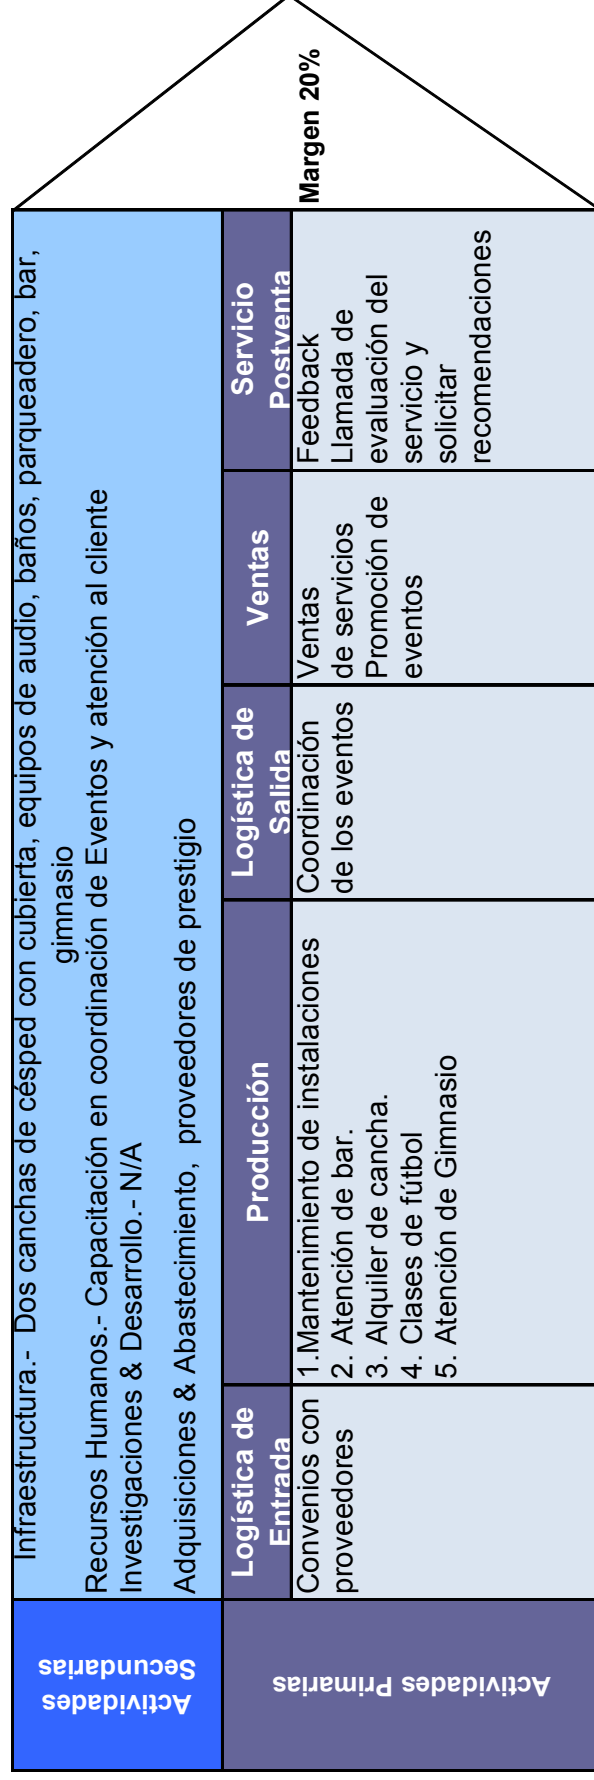 Actividades
Secundarias
Infraestructura.- Dos canchas de césped con cubierta, equipos de audio, baños, parqueadero, bar,
gimnasio
Recursos Humanos.- Capacitación en coordinación de Eventos y atención al cliente
Investigaciones & Desarrollo.- N/A
Adquisiciones & Abastecimiento, proveedores de prestigio
Actividades Primarias
Logística de
Entrada
Convenios con
proveedores
Producción
1.Mantenimiento de instalaciones
2. Atención de bar.
3. Alquiler de cancha.
4. Clases de fútbol
5. Atención de Gimnasio
Logística de
Salida
Coordinación
de los eventos
Ventas
Ventas
de servicios
Promoción de
eventos
Servicio
Postventa
Feedback
Llamada de
evaluación del
servicio y
solicitar
recomendaciones
Margen 20%